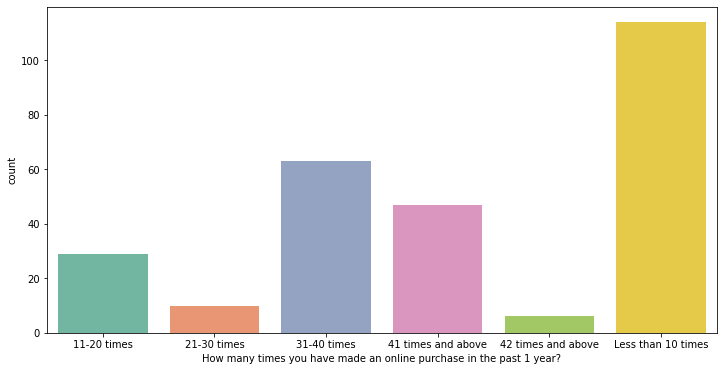 100
80
60
40
20
0
count
11-20 times
21-30 times
31-40 times
41 times and above
42 times and above
Less than 10 times
How many times you have made an online purchase in the past 1 year?